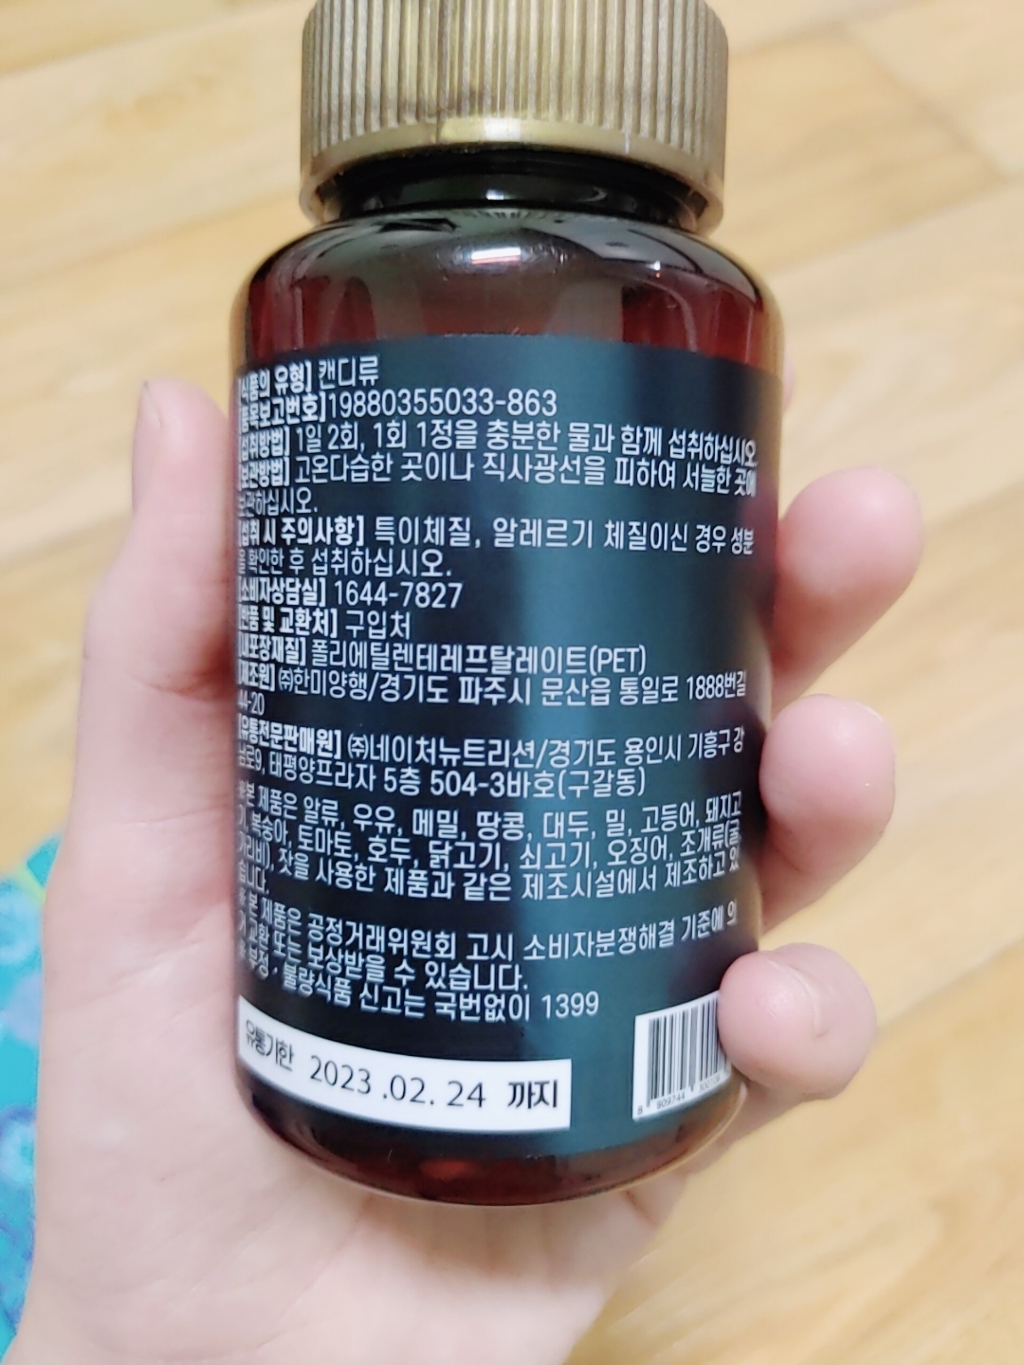 [식품의 유형] 캔디류
[품목보고번호]19880355033-863
[섭취방법] 1일 2회, 1회 1정을 충분한 물과 함께 섭취하십시오.
[보관방법] 고온다습한 곳이나 직사광선을 피하여 서늘한 곳에
보관하십시오.
[섭취 시 주의사항] 특이체질, 알레르기 체질이신 경우 성분
을 확인한 후 섭취하십시오.
[소비자상담실] 1644-7827
[반품 및 교환처] 구입처
[내포장재질] 폴리에틸렌테레프탈레이트(PET)
[제조원] ㈜한미양행/경기도 파주시 문산읍 통일로 1888번길
44-20
[유통전문판매원] ㈜네이처뉴트리션/경기도 용인시 기흥구 강
남로9, 태평양프라자 5층 504-3바호(구갈동)
※본 제품은 알류, 우유, 메밀, 땅콩, 대두, 밀, 고등어, 돼지고
기, 복숭아, 토마토, 호두, 닭고기, 쇠고기, 오징어, 조개류(굴,
가리비), 잣을 사용한 제품과 같은 제조시설에서 제조하고 있
습니다.
※ 본 제품은 공정거래위원회 고시 소비자분쟁해결 기준에 의
거 교환 또는 보상받을 수 있습니다.
※ 부정·불량식품 신고는 국번없이 1399
유통기한 2023.02.24 까지
8 809744